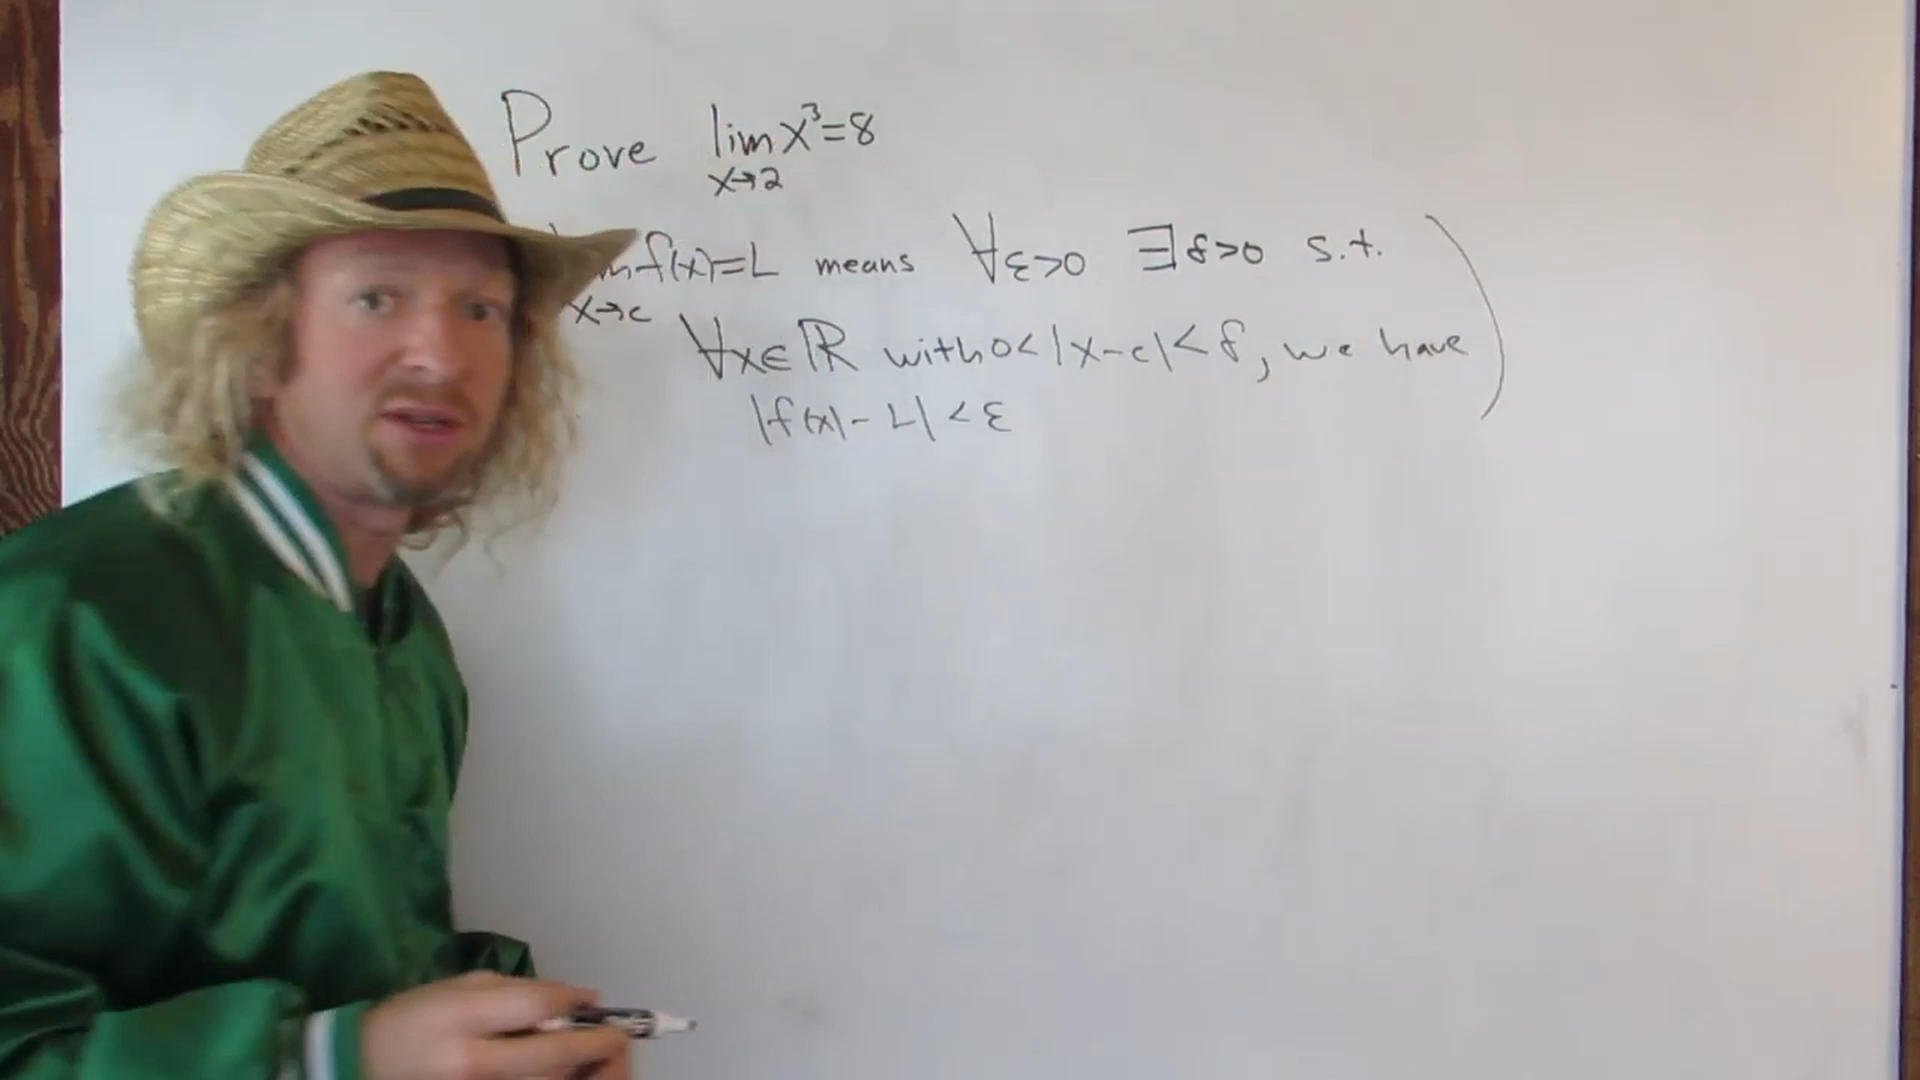 Prove lim x³=8
x→2
f(x)=L means ∀ε>0 ∃δ>0 s.t.
x→c
∀x∈ℝ with 0<|x-c|<δ, we have
|f(x)-L|<ε